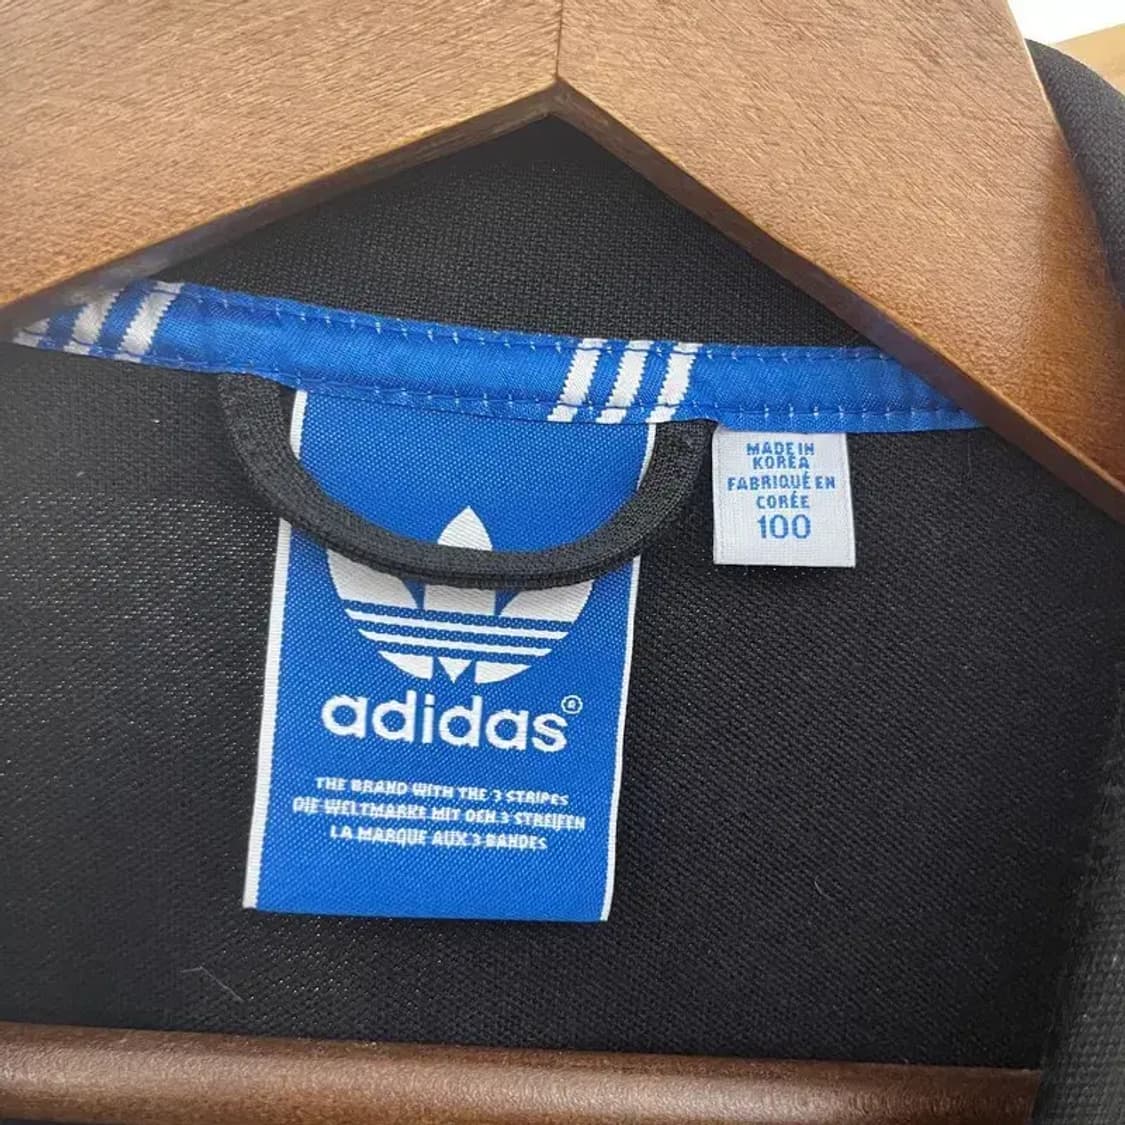 MADE IN
KOREA
FABRIQUÉ EN
CORÉE
100
adidas®
THE BRAND WITH THE 3 STRIPES
DIE WELTMARKE MIT DEN 3 STREIFEN
LA MARQUE AUX 3 BANDES